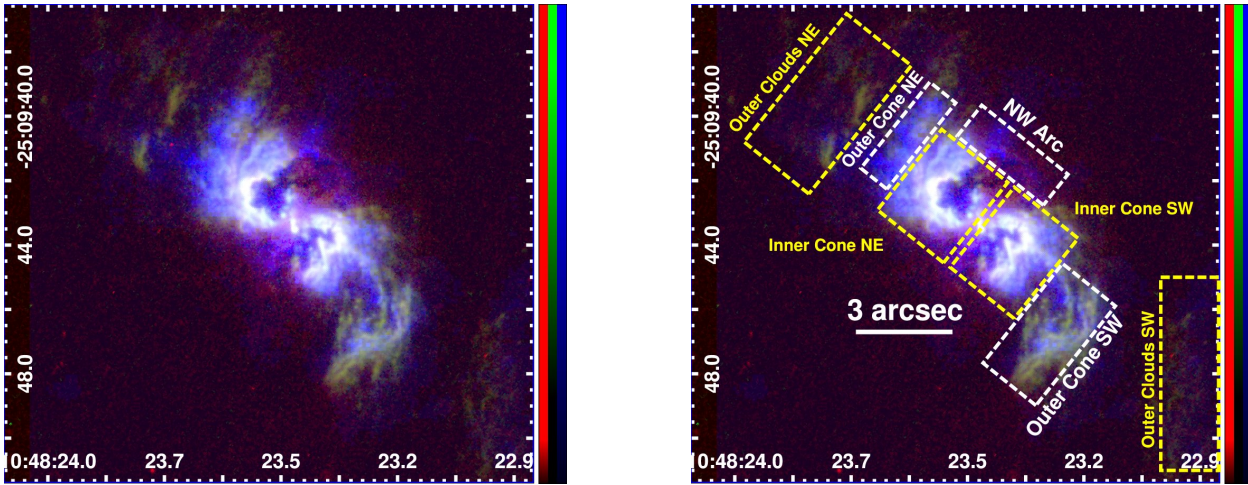 -25:09:40.0
44.0
48.0
10:48:24.0 23.7 23.5 23.2 22.9
Outer Clouds NE
Outer Cone NE
NW Arc
Inner Cone SW
Inner Cone NE
3 arcsec
Outer Cone SW
Outer Clouds SW
-25:09:40.0
44.0
48.0
10:48:24.0 23.7 23.5 23.2 22.9